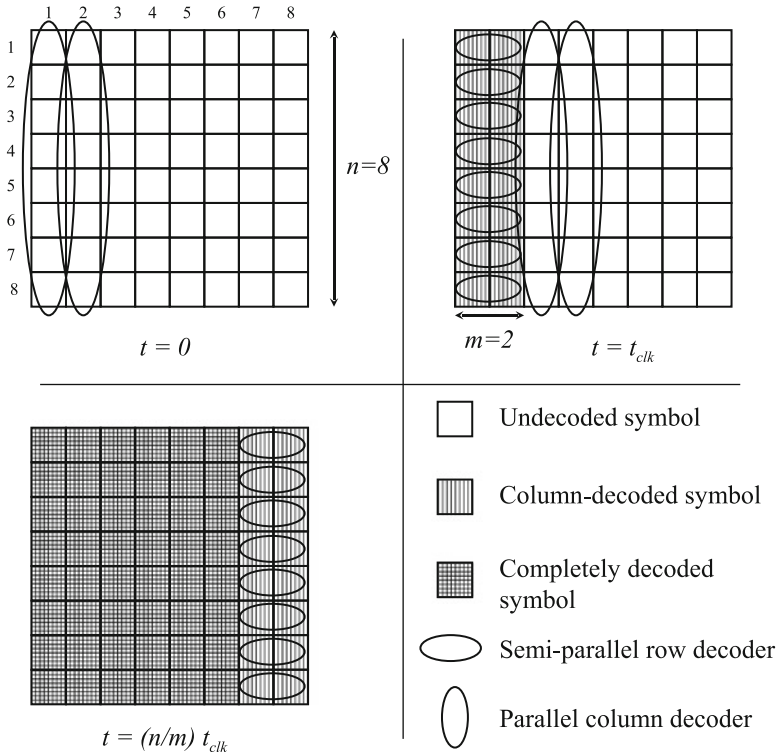 1 2 3 4 5 6 7 8
1
2
3
4
5
6
7
8
n=8
t = 0
m=2
t = t_clk
Undecoded symbol
Column-decoded symbol
Completely decoded
symbol
Semi-parallel row decoder
Parallel column decoder
t = (n/m) t_clk